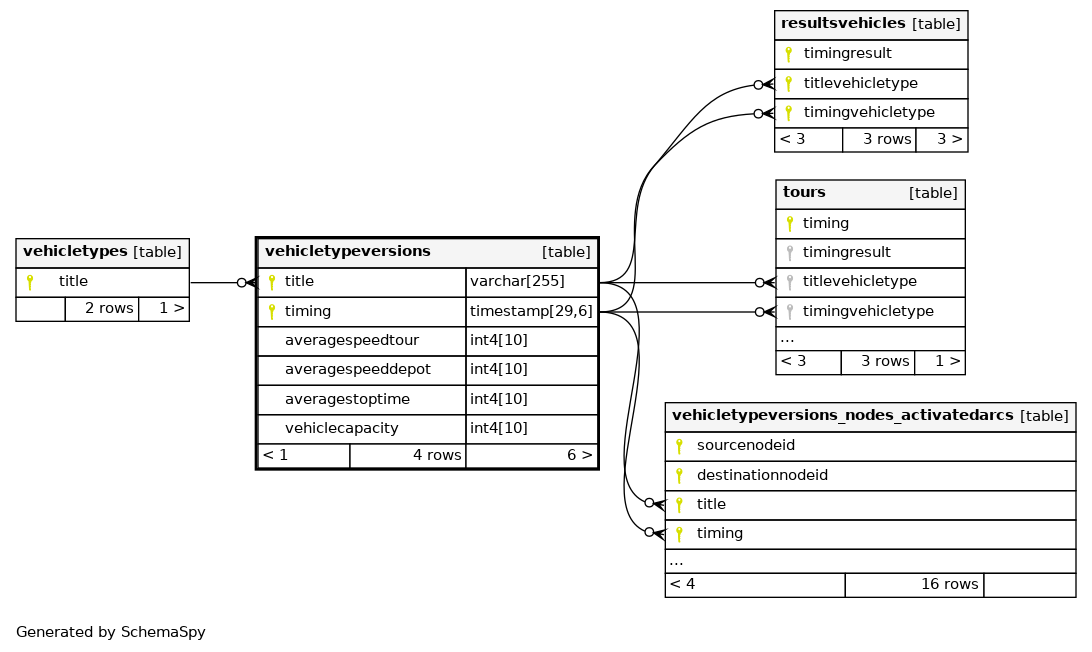 resultsvehicles [table]
timingresult
titlevehicletype
timingvehicletype
< 3 3 rows 3 >
tours [table]
timing
timingresult
titlevehicletype
timingvehicletype
...
< 3 3 rows 1 >
vehicletypes [table]
title
2 rows 1 >
vehicletypeversions [table]
title varchar[255]
timing timestamp[29,6]
averagespeedtour int4[10]
averagespeeddepot int4[10]
averagestoptime int4[10]
vehiclecapacity int4[10]
< 1 4 rows 6 >
vehicletypeversions_nodes_activatedarcs [table]
sourcenodeid
destinationnodeid
title
timing
...
< 4 16 rows
Generated by SchemaSpy